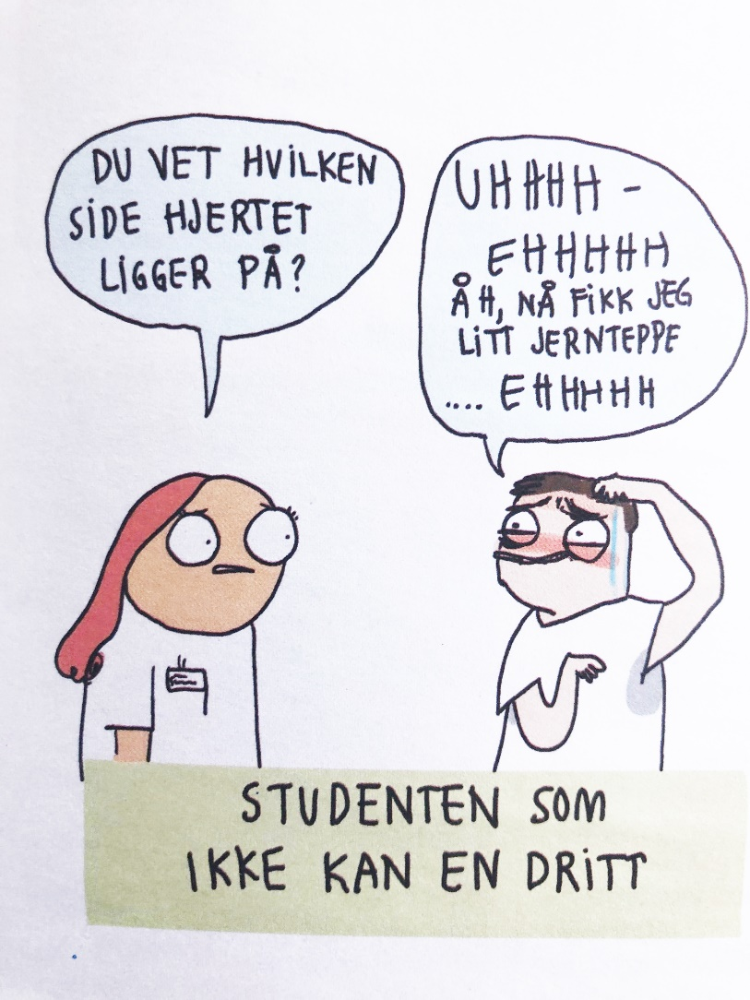 DU VET HVILKEN
SIDE HJERTET
LIGGER PÅ?
UHHHH -
EHHHHH
ÅH, NÅ FIKK JEG
LITT JERNTEPPE
.... EHHHHH
STUDENTEN SOM
IKKE KAN EN DRITT